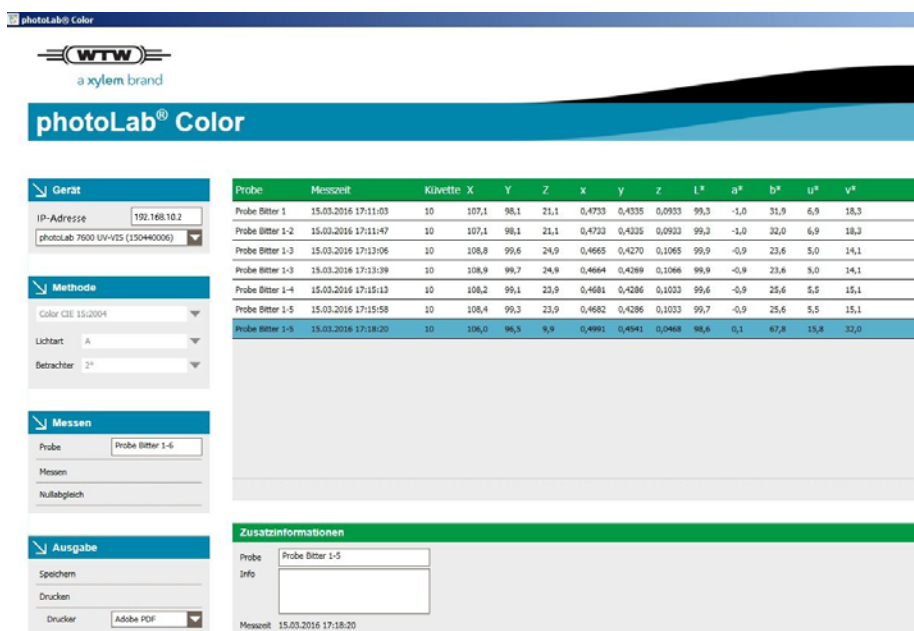 photoLab® Color
WTW
a xylem brand
photoLab® Color
Gerät
IP-Adresse 192.168.10.2
photoLab 7600 UV-VIS (150440006)
Methode
Color CIE 15:2004
Lichtart A
Betrachter 2°
Messen
Probe Probe Bitter 1-6
Messen
Nullabgleich
Ausgabe
Speichern
Drucken
Drucker Adobe PDF
Probe Messzeit Küvette X Y Z x y z L* a* b* u* v*
Probe Bitter 1 15.03.2016 17:11:03 10 107,1 98,1 21,1 0,4733 0,4335 0,0933 99,3 -1,0 31,9 6,9 18,3
Probe Bitter 1-2 15.03.2016 17:11:47 10 107,1 98,1 21,1 0,4733 0,4335 0,0933 99,3 -1,0 32,0 6,9 18,3
Probe Bitter 1-3 15.03.2016 17:13:06 10 108,8 99,6 24,9 0,4665 0,4270 0,1065 99,9 -0,9 23,6 5,0 14,1
Probe Bitter 1-3 15.03.2016 17:13:39 10 108,9 99,7 24,9 0,4664 0,4269 0,1066 99,9 -0,9 23,6 5,0 14,1
Probe Bitter 1-4 15.03.2016 17:15:13 10 108,2 99,1 23,9 0,4681 0,4286 0,1033 99,6 -0,9 25,6 5,5 15,1
Probe Bitter 1-5 15.03.2016 17:15:58 10 108,4 99,3 23,9 0,4682 0,4286 0,1033 99,7 -0,9 25,6 5,5 15,1
Probe Bitter 1-5 15.03.2016 17:18:20 10 106,0 96,5 9,9 0,4991 0,4541 0,0468 98,6 0,1 67,8 15,8 32,0
Zusatzinformationen
Probe Probe Bitter 1-5
Info
Messzeit 15.03.2016 17:18:20